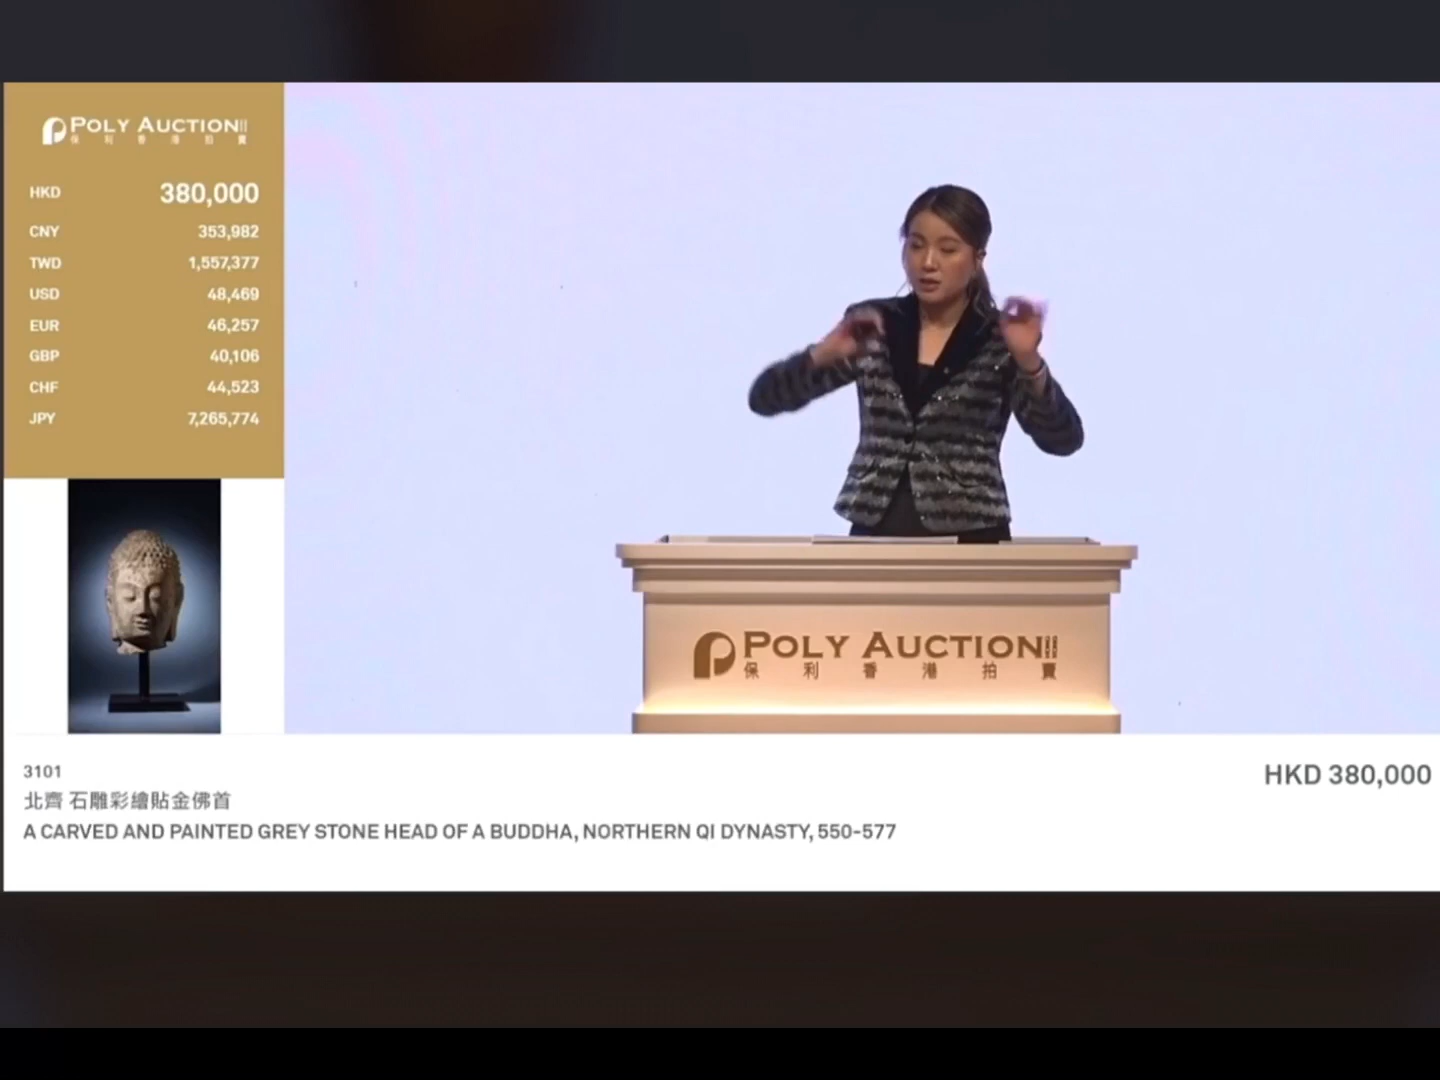 POLY AUCTION
保利香港拍賣
HKD 380,000
CNY 353,982
TWD 1,557,377
USD 48,469
EUR 46,257
GBP 40,106
CHF 44,523
JPY 7,265,774
POLY AUCTION
保利香港拍賣
3101
北齊 石雕彩繪貼金佛首
A CARVED AND PAINTED GREY STONE HEAD OF A BUDDHA, NORTHERN QI DYNASTY, 550-577
HKD 380,000